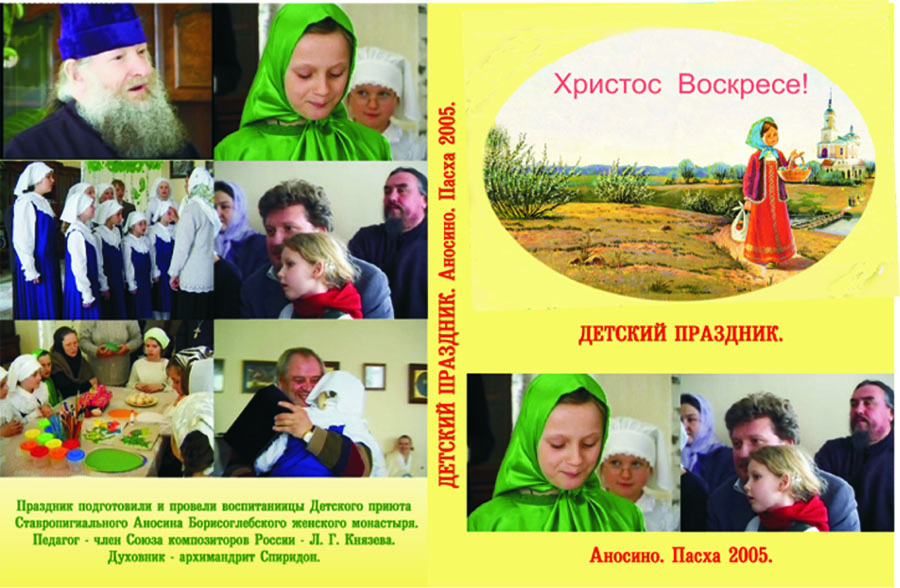 Праздник подготовили и провели воспитаниицы Детского приюта
Ставропигиального Аносина Борисоглебского женского монастыря.
Педагог - член Союза композиторов России - Л. Г. Князева.
Духовник - архимандрит Спиридон.
ДЕТСКИЙ ПРАЗДНИК. Аносино. Пасха 2005.
Христос Воскресе!
ДЕТСКИЙ ПРАЗДНИК.
Аносино. Пасха 2005.